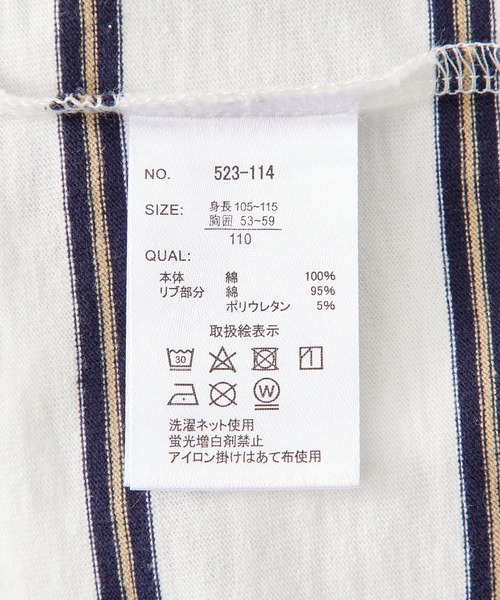 NO. 523-114
SIZE: 身長 105~115
胸囲 53~59
110
QUAL:
本体 綿 100%
リブ部分 綿 95%
ポリウレタン 5%
取扱絵表示
30
W
洗濯ネット使用
蛍光増白剤禁止
アイロン掛けはあて布使用